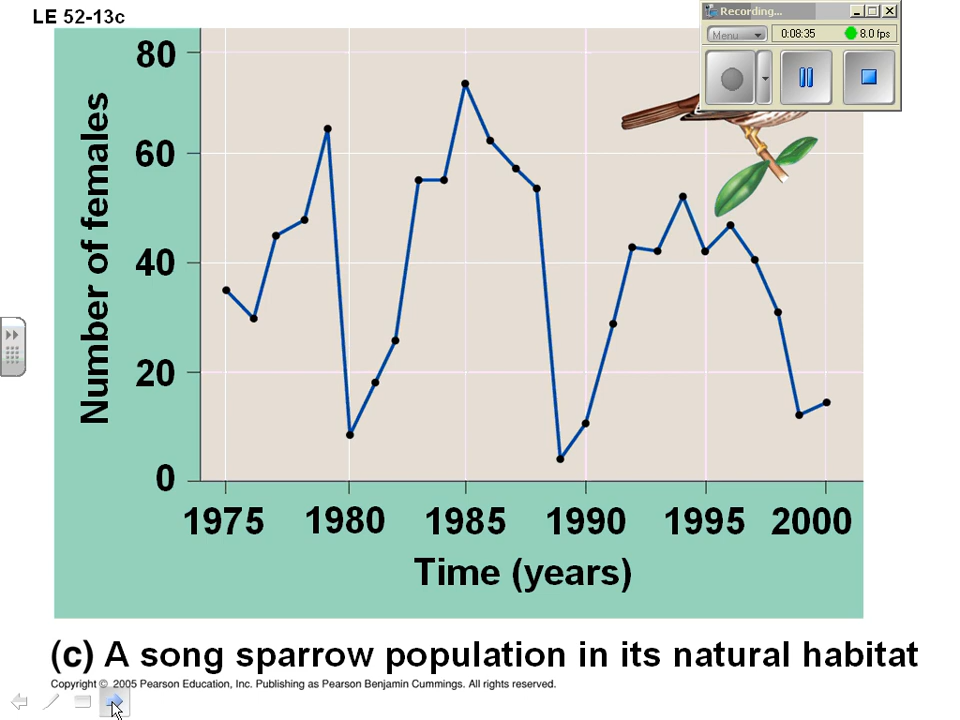 LE 52-13c
Recording...
Menu
0:08:35
8.0 fps
80
60
40
20
0
Number of females
1975 1980 1985 1990 1995 2000
Time (years)
(c) A song sparrow population in its natural habitat
Copyright © 2005 Pearson Education, Inc. Publishing as Pearson Benjamin Cummings. All rights reserved.